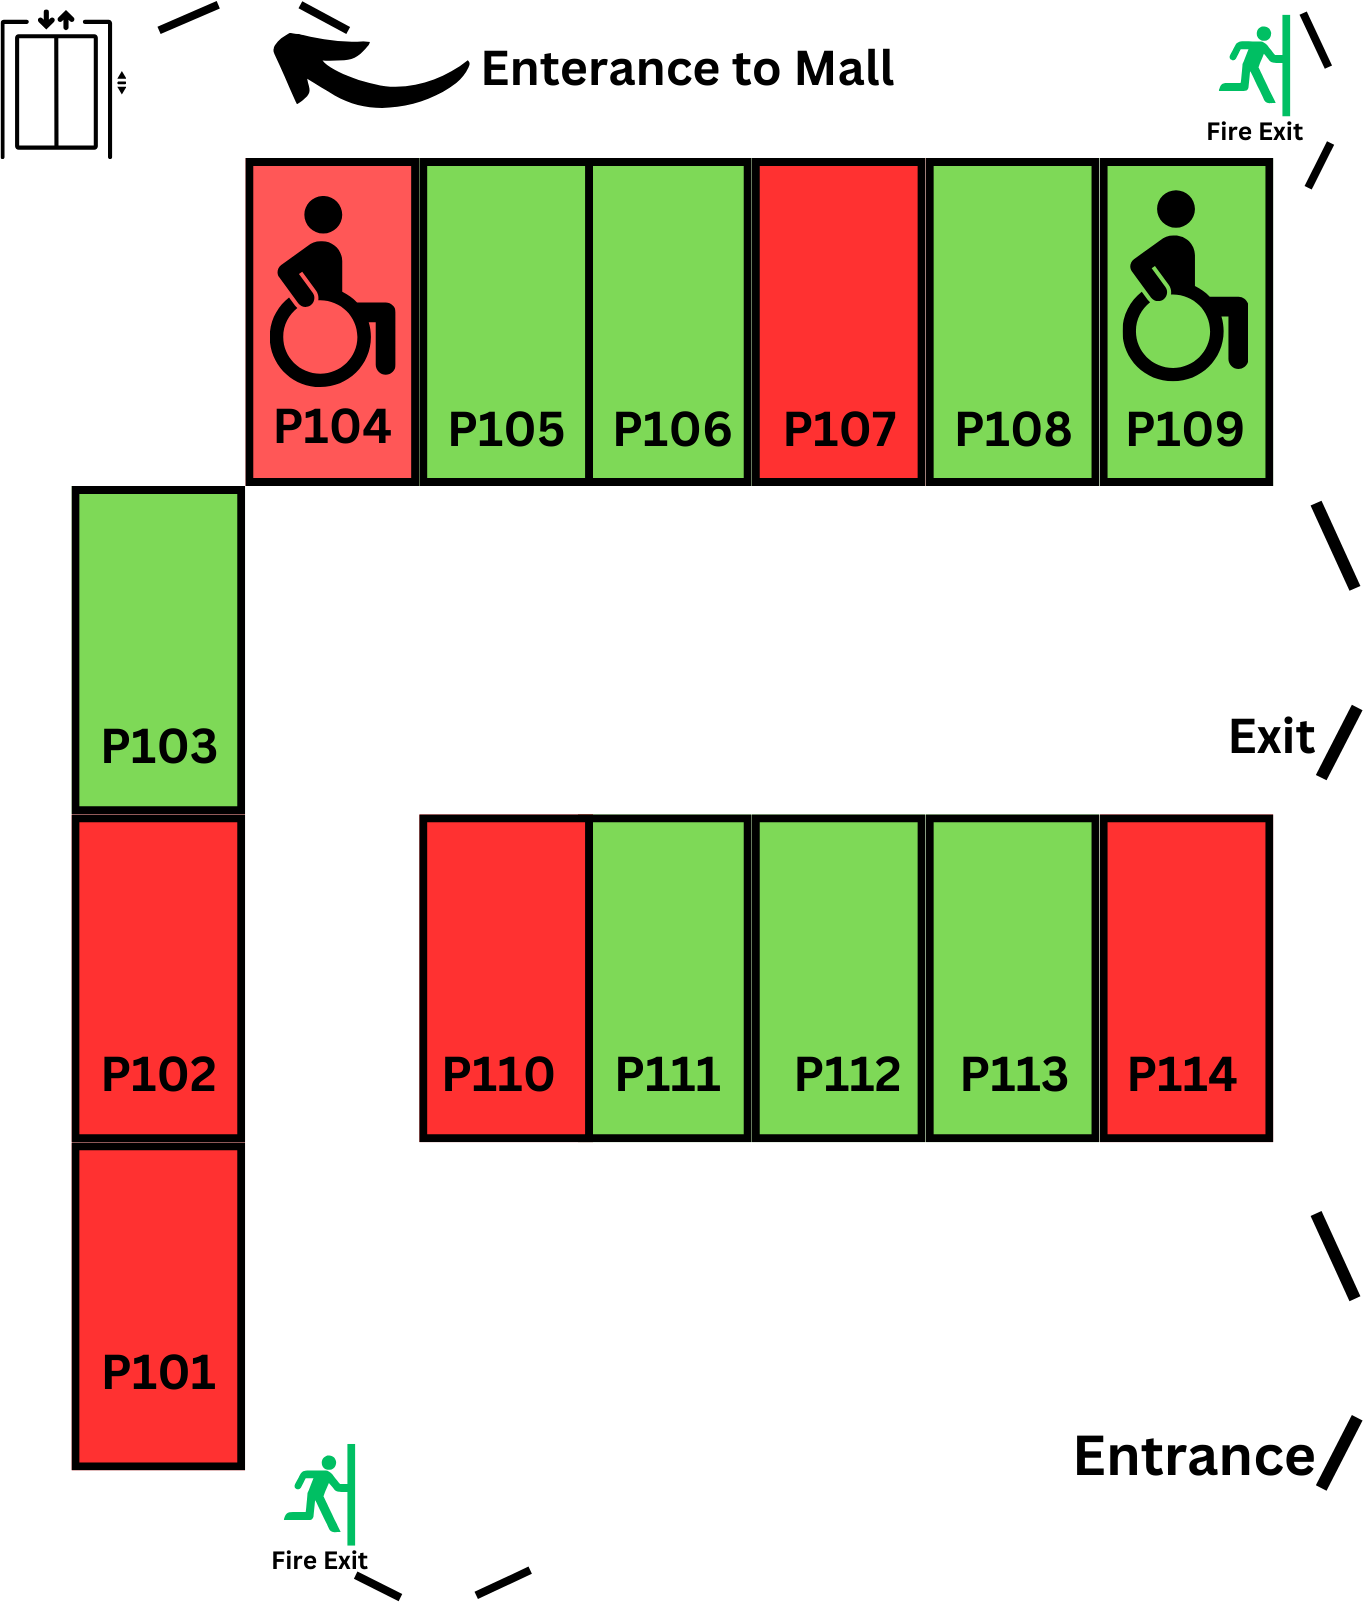 Enterance to Mall
Fire Exit
P104 P105 P106 P107 P108 P109
Exit
P103
P102 P110 P111 P112 P113 P114
P101
Entrance
Fire Exit